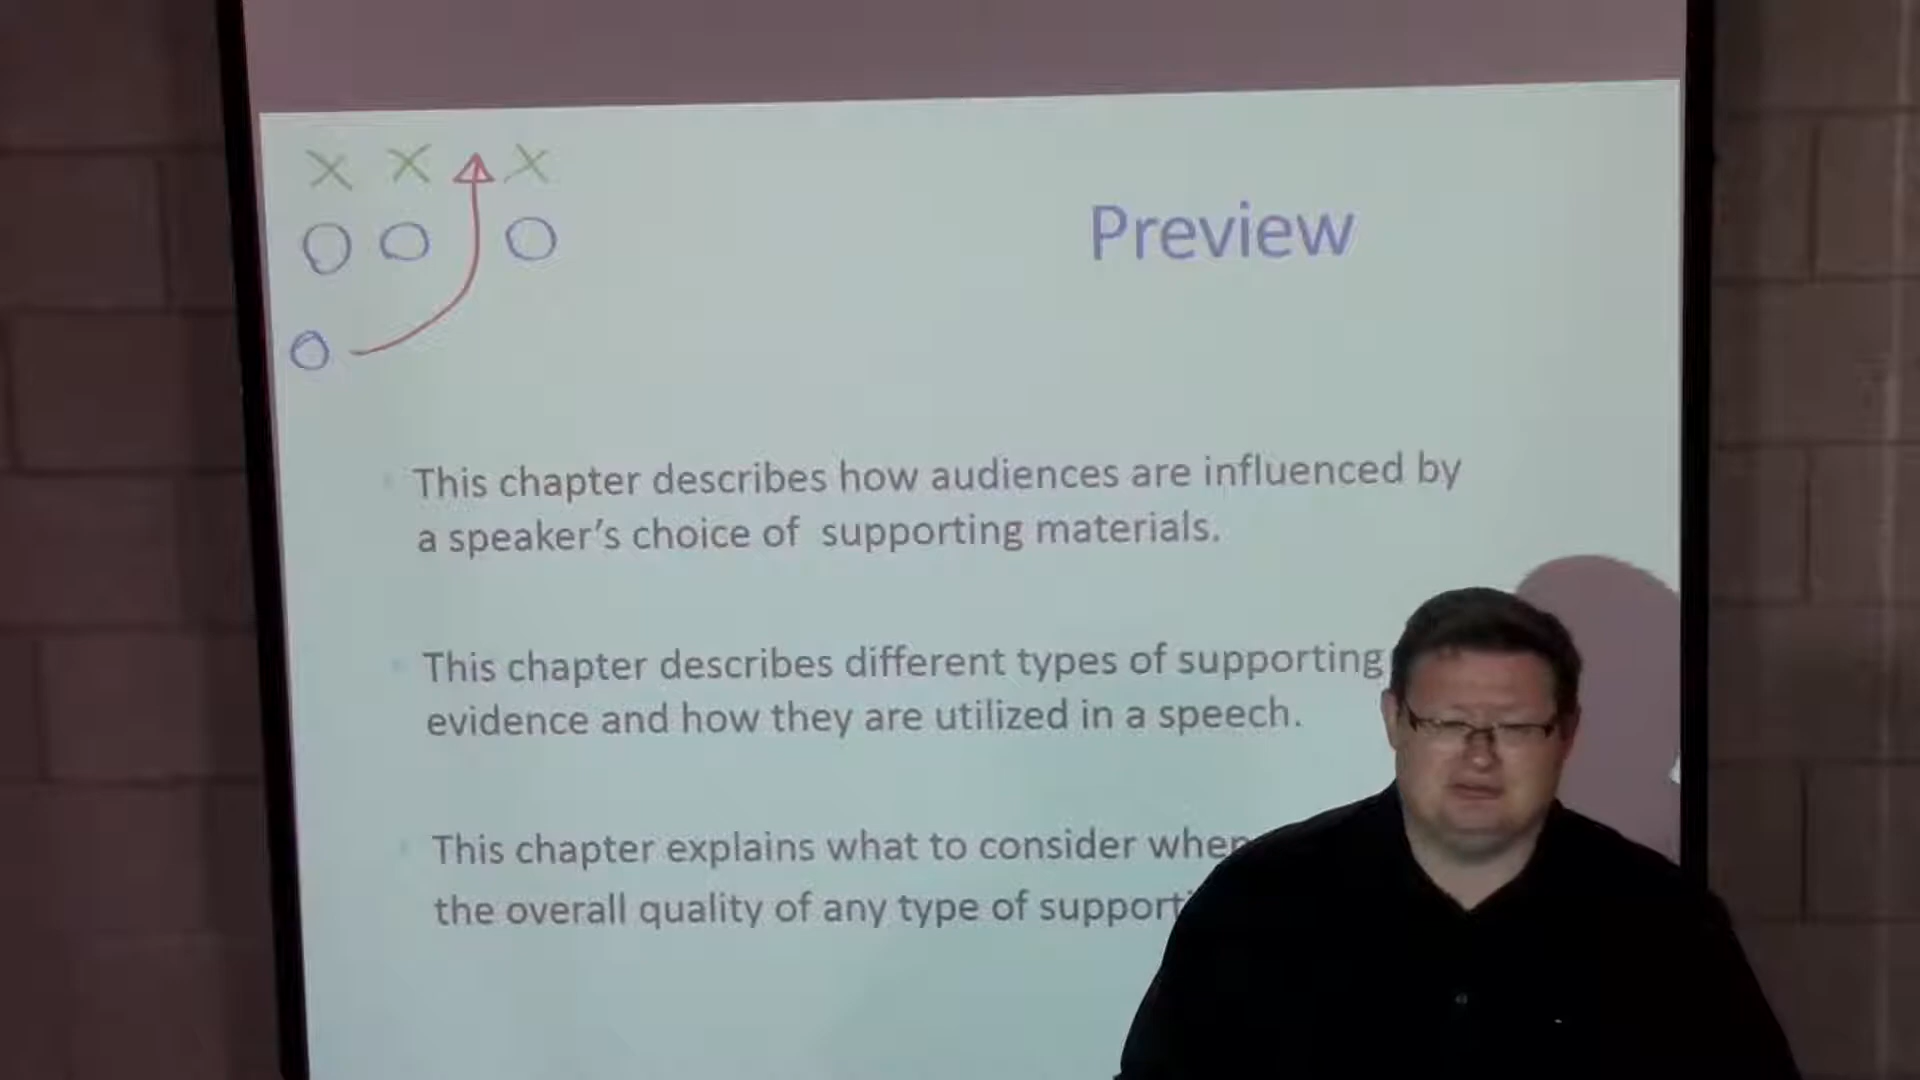 X X X
O O O
Preview
O
This chapter describes how audiences are influenced by
a speaker’s choice of supporting materials.
This chapter describes different types of supporting
evidence and how they are utilized in a speech.
This chapter explains what to consider when
the overall quality of any type of